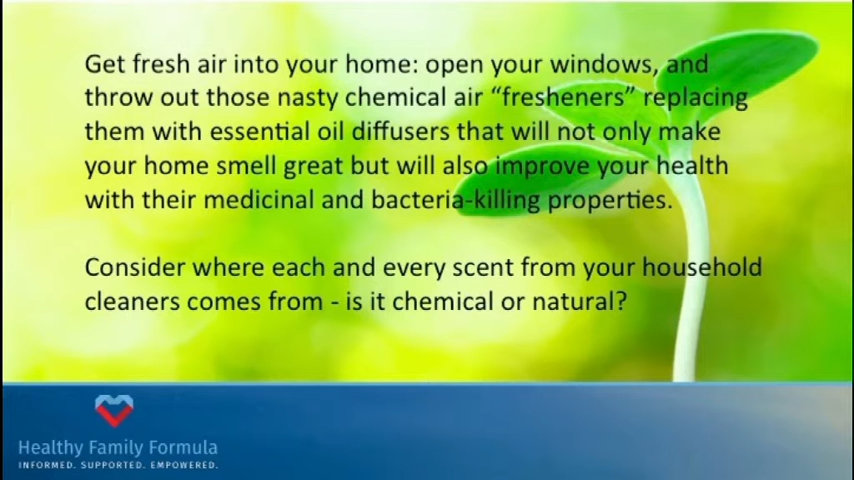 Get fresh air into your home: open your windows, and
throw out those nasty chemical air “fresheners” replacing
them with essential oil diffusers that will not only make
your home smell great but will also improve your health
with their medicinal and bacteria-killing properties.
Consider where each and every scent from your household
cleaners comes from - is it chemical or natural?
Healthy Family Formula
INFORMED. SUPPORTED. EMPOWERED.